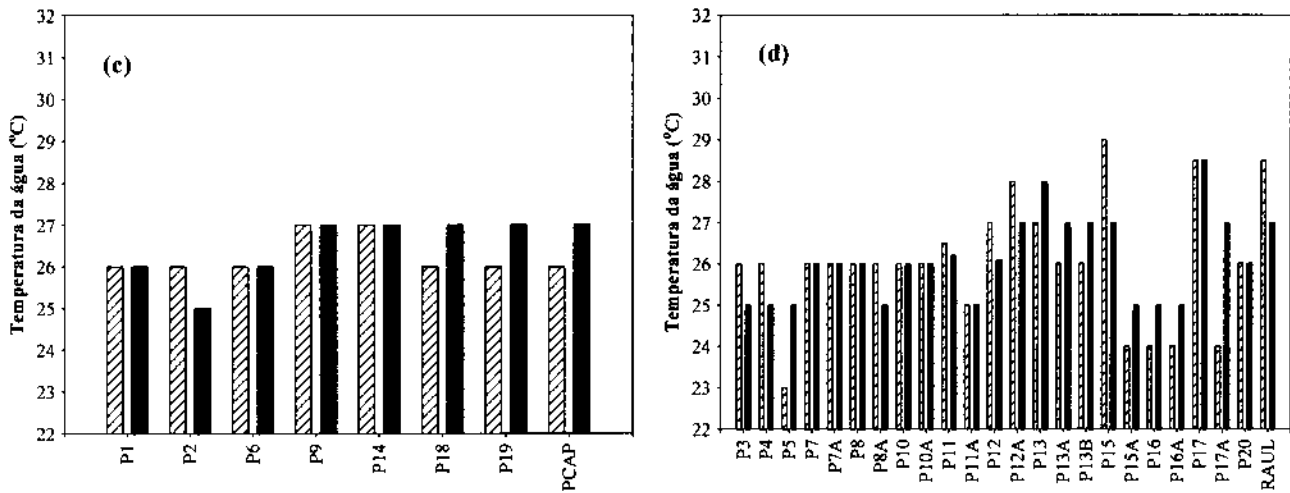 (c)
Temperatura da água (ºC)
32
31
30
29
28
27
26
25
24
23
22
P1
P2
P6
P9
P14
P18
P19
PCAP
(d)
Temperatura da água (ºC)
32
31
30
29
28
27
26
25
24
23
22
P3
P4
P5
P7
P7A
P8
P8A
P10
P10A
P11
P11A
P12
P12A
P13
P13A
P13B
P15
P15A
P16
P16A
P17
P17A
P20
RAUL